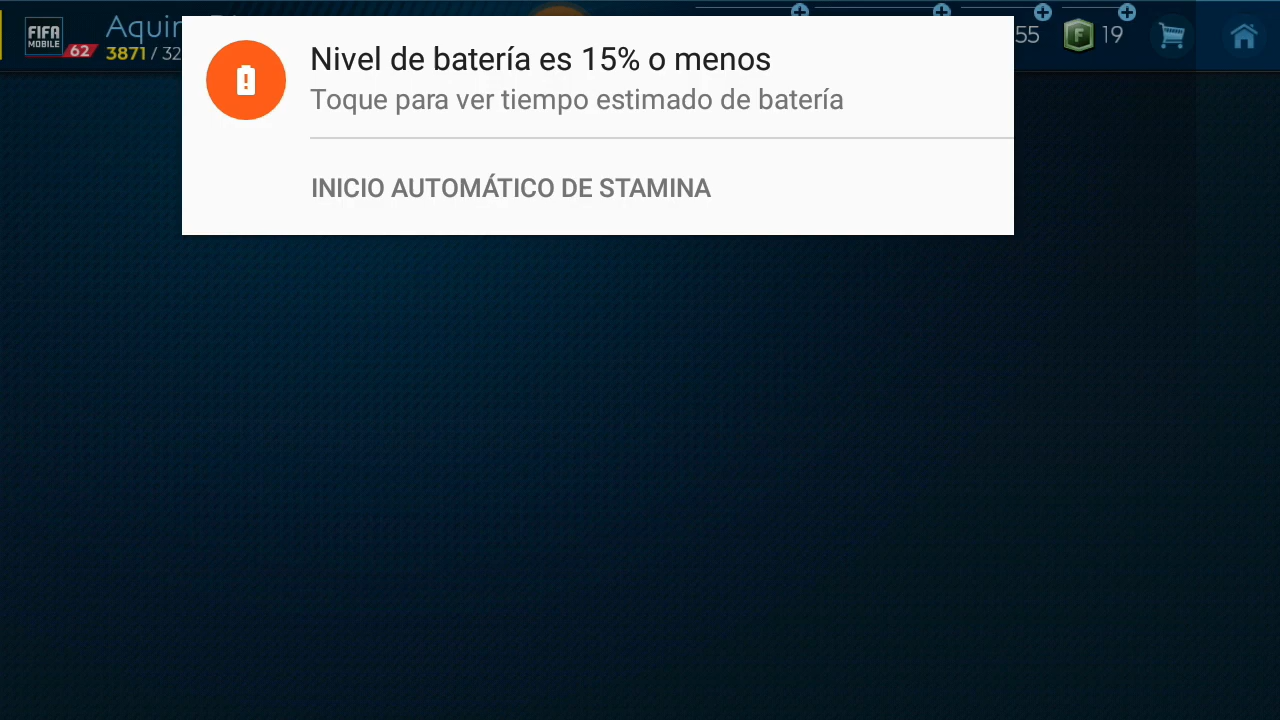 FIFA
MOBILE
62
3871 / 32
55
19
Nivel de batería es 15% o menos
Toque para ver tiempo estimado de batería
INICIO AUTOMÁTICO DE STAMINA